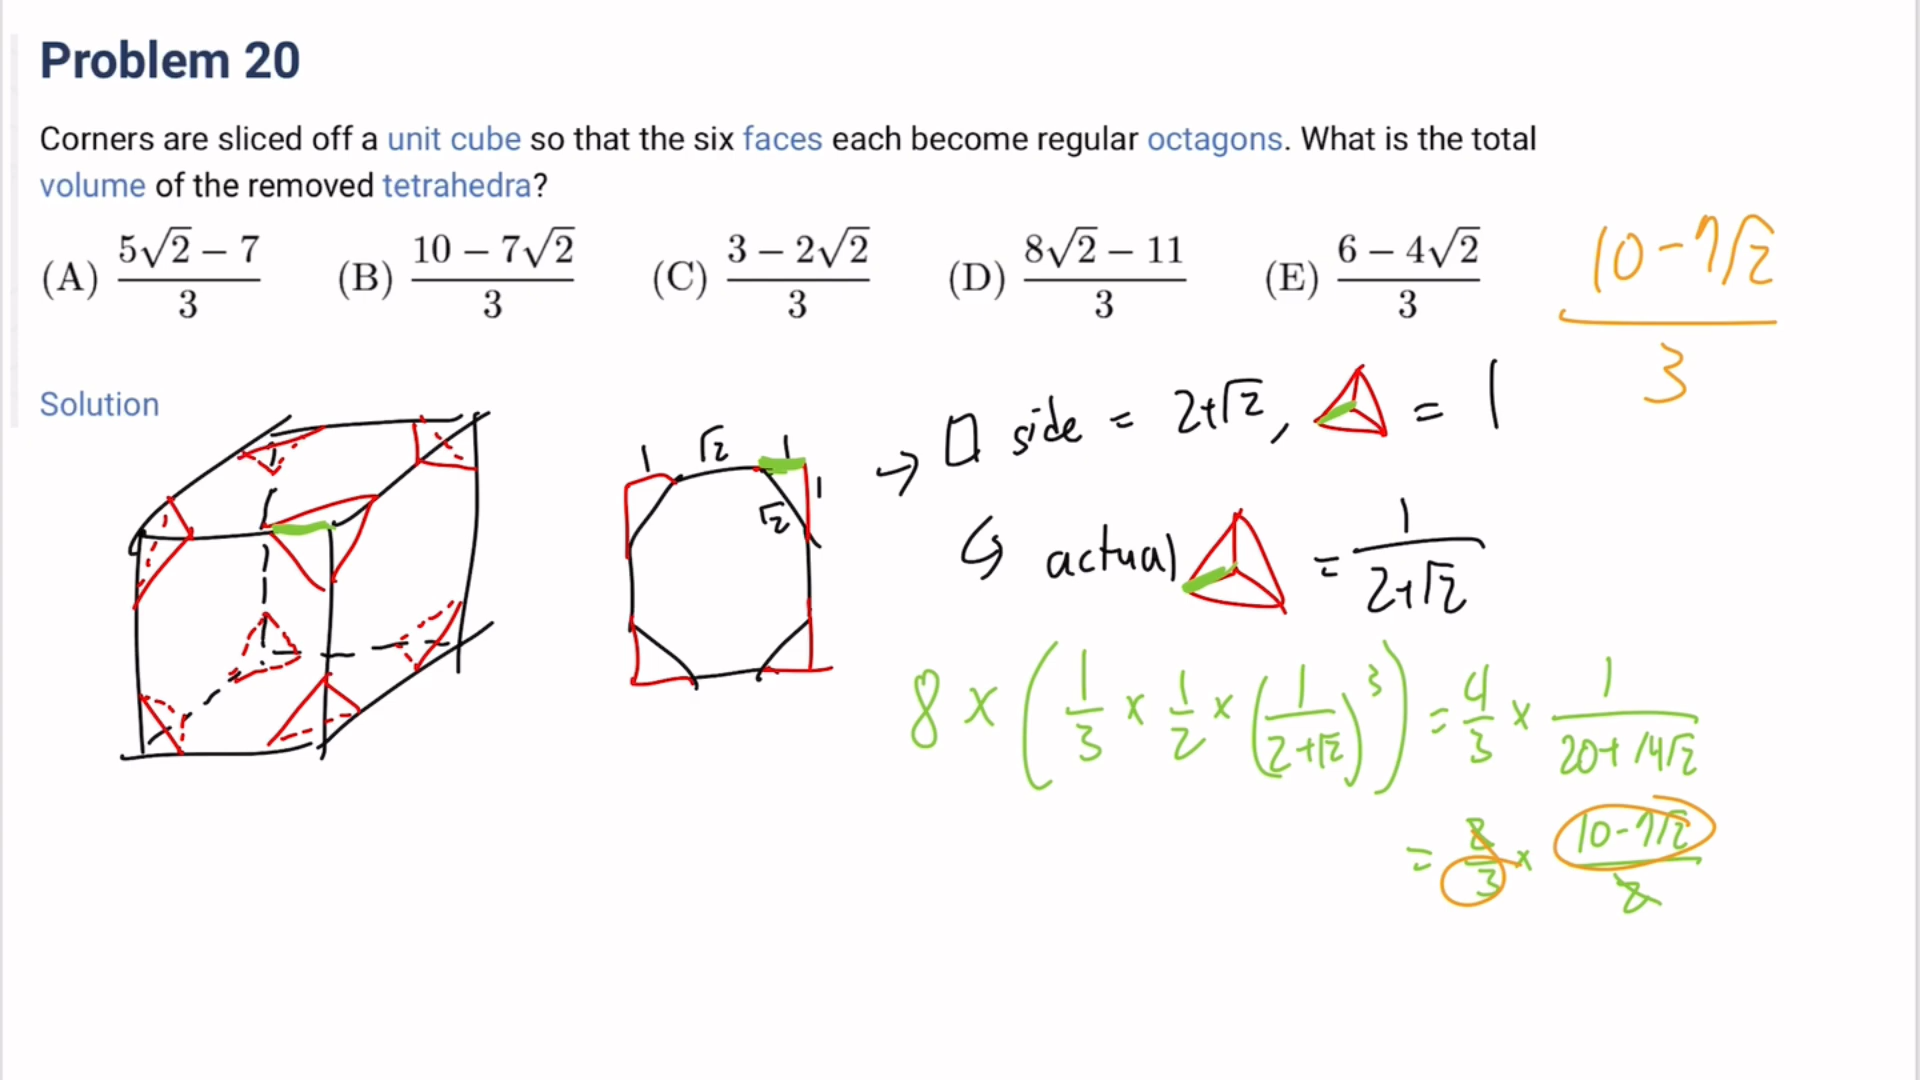 Problem 20
Corners are sliced off a unit cube so that the six faces each become regular octagons. What is the total
volume of the removed tetrahedra?
(A) (5√2 − 7)/3 (B) (10 − 7√2)/3 (C) (3 − 2√2)/3 (D) (8√2 − 11)/3 (E) (6 − 4√2)/3
(10 − 7√2)/3
Solution
1 √2 1
1
√2
→ □ side = 2+√2, = 1
↳ actual = 1/(2+√2)
8 × (1/3 × 1/2 × (1/(2+√2))³) = 4/3 × 1/(20+14√2)
= 8/3 × (10−7√2)/8